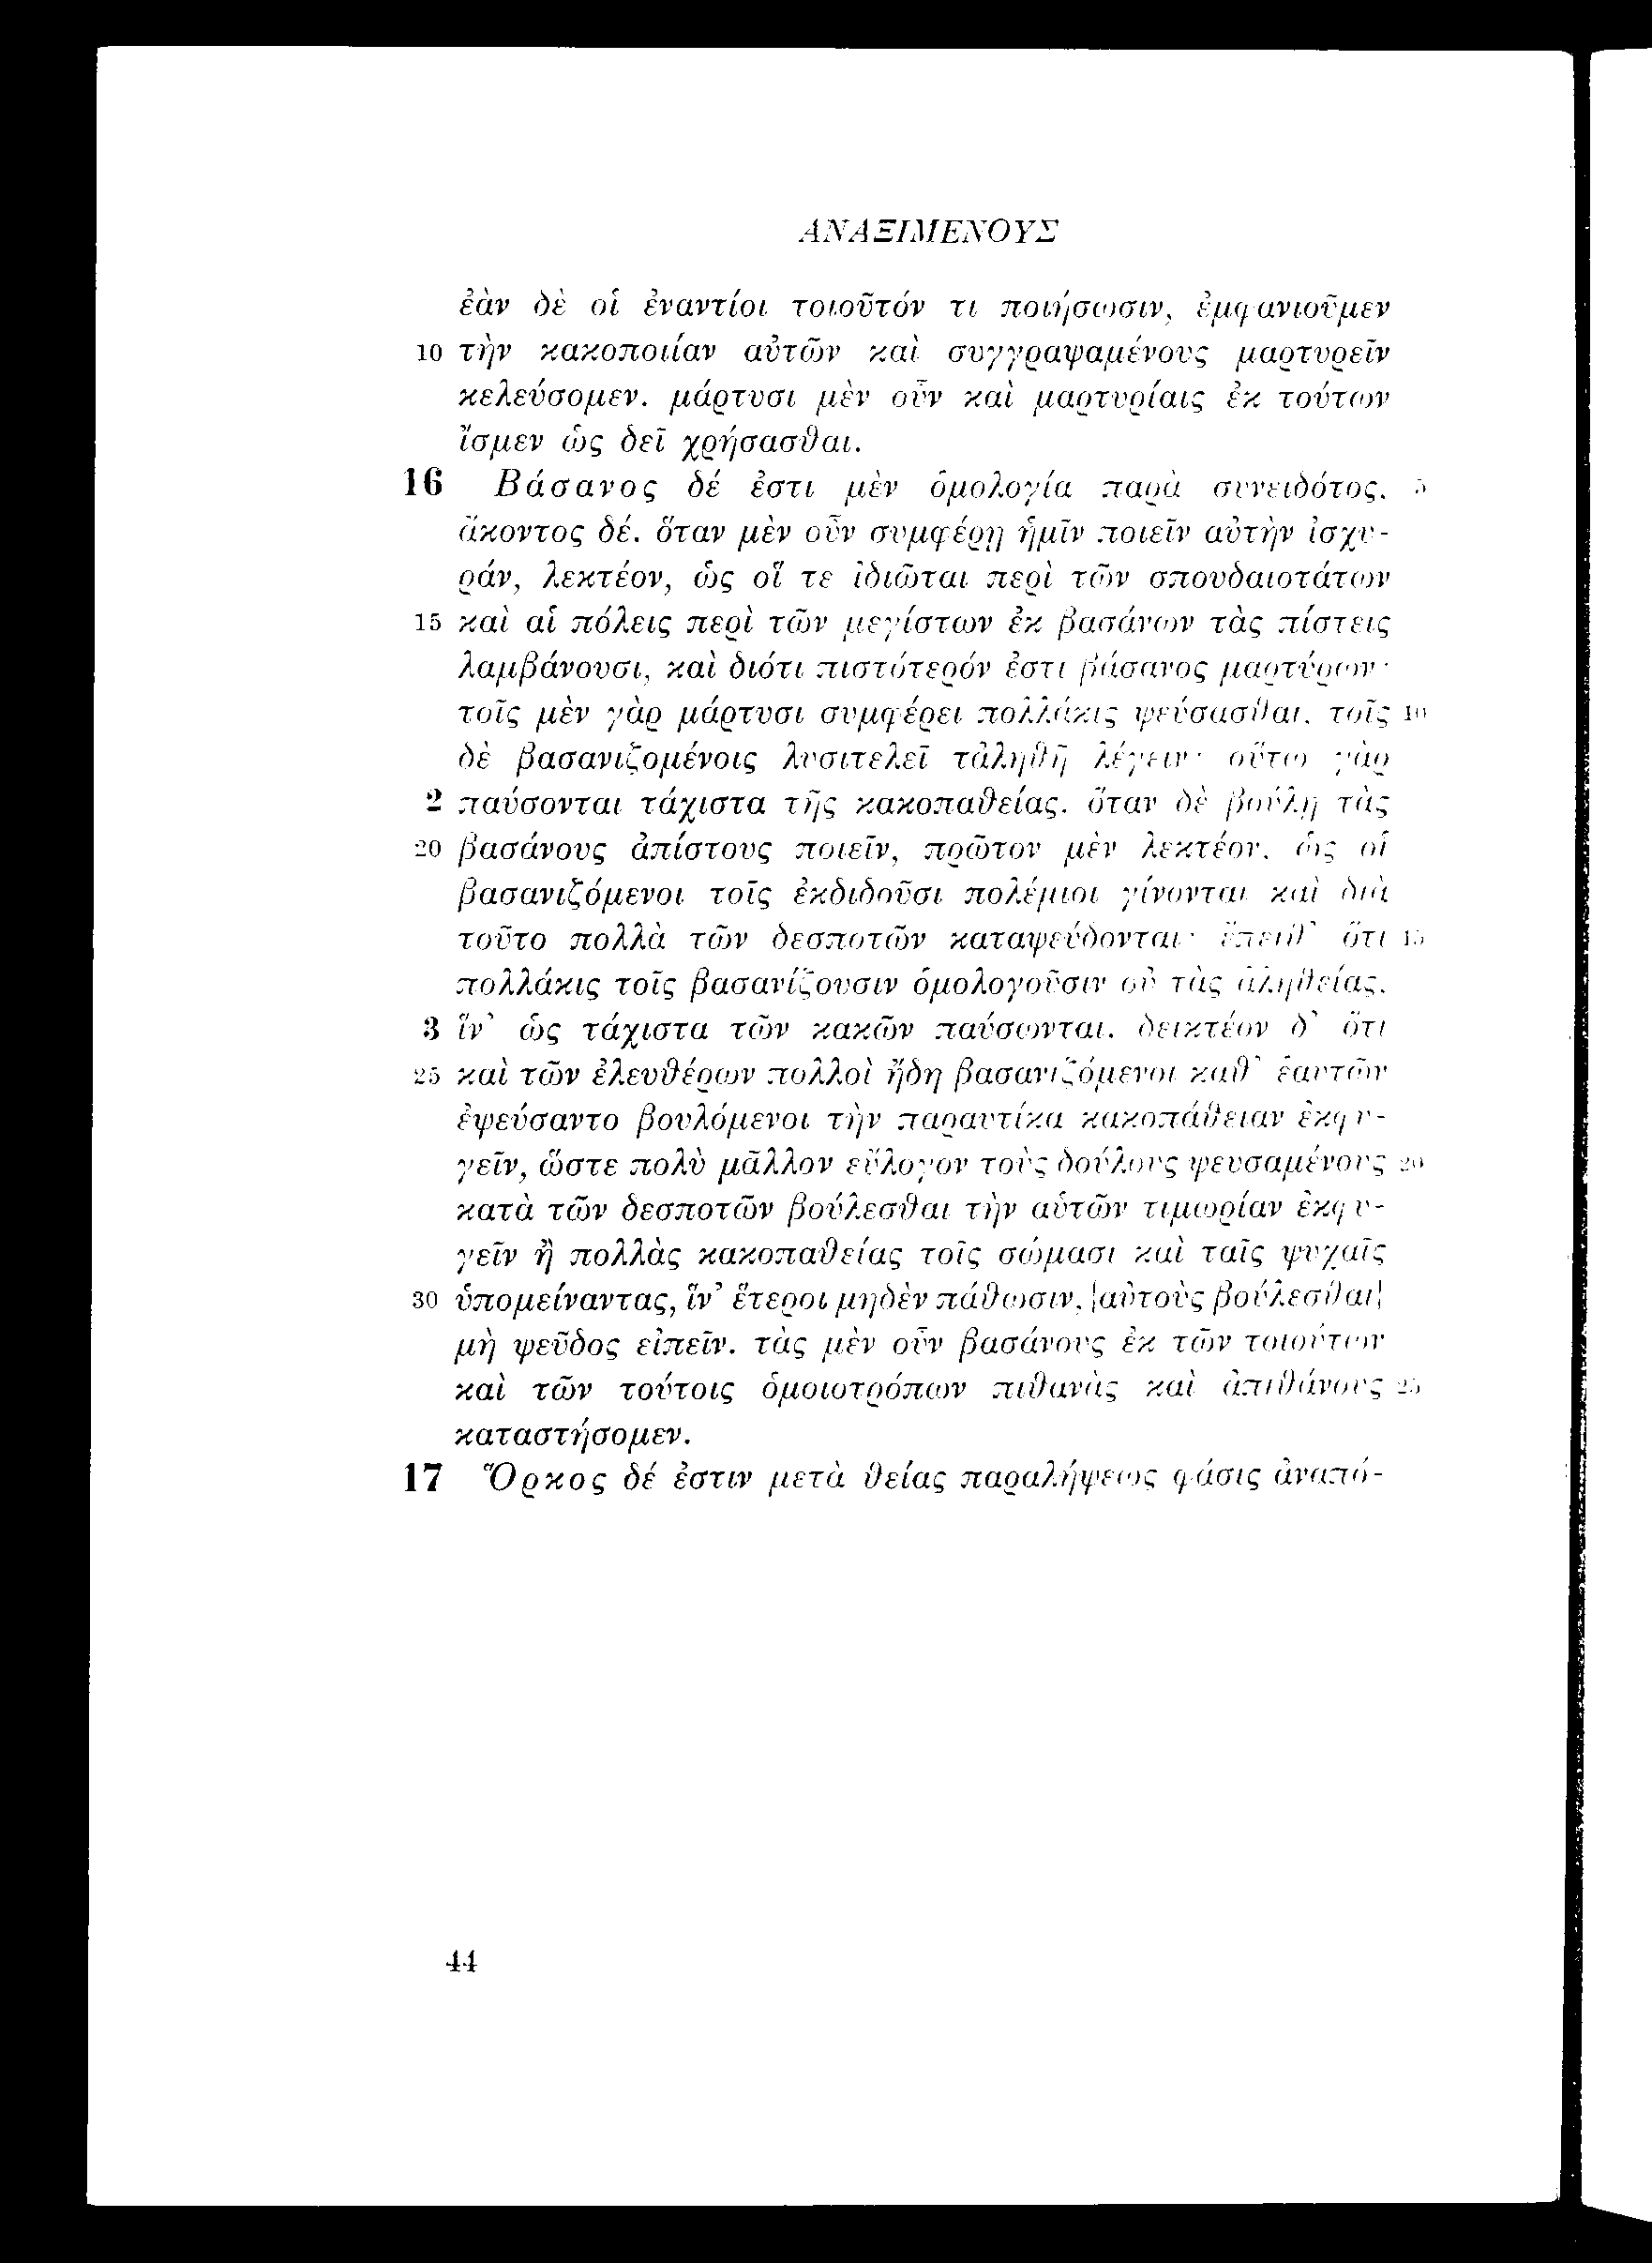 ΑΝΑΞΙΜΕΝΟΥΣ
ἐὰν δὲ οἱ ἐναντίοι τοιοῦτόν τι ποιήσωσιν, ἐμφανιοῦμεν
10 τὴν κακοποιίαν αὐτῶν καὶ συγγραψαμένους μαρτυρεῖν
κελεύσομεν. μάρτυσι μὲν οὖν καὶ μαρτυρίαις ἐκ τούτων
ἴσμεν ὡς δεῖ χρήσασθαι.
16 Βάσανος δέ ἐστι μὲν ὁμολογία παρὰ συνειδότος, 5
ἄκοντος δέ. ὅταν μὲν οὖν συμφέρῃ ἡμῖν ποιεῖν αὐτὴν ἰσχυ-
ράν, λεκτέον, ὡς οἵ τε ἰδιῶται περὶ τῶν σπουδαιοτάτων
15 καὶ αἱ πόλεις περὶ τῶν μεγίστων ἐκ βασάνων τὰς πίστεις
λαμβάνουσι, καὶ διότι πιστότερόν ἐστι βάσανος μαρτύρων·
τοῖς μὲν γὰρ μάρτυσι συμφέρει πολλάκις ψεύσασθαι, τοῖς 10
δὲ βασανιζομένοις λυσιτελεῖ τἀληθῆ λέγειν· οὕτω γὰρ
2 παύσονται τάχιστα τῆς κακοπαθείας. ὅταν δὲ βούλῃ τὰς
20 βασάνους ἀπίστους ποιεῖν, πρῶτον μὲν λεκτέον, ὡς οἱ
βασανιζόμενοι τοῖς ἐκδιδοῦσι πολέμιοι γίνονται καὶ διὰ
τοῦτο πολλὰ τῶν δεσποτῶν καταψεύδονται· ἔπειθ' ὅτι 15
πολλάκις τοῖς βασανίζουσιν ὁμολογοῦσιν οὐ τὰς ἀληθείας,
3 ἵν' ὡς τάχιστα τῶν κακῶν παύσωνται. δεικτέον δ' ὅτι
25 καὶ τῶν ἐλευθέρων πολλοὶ ἤδη βασανιζόμενοι καθ' ἑαυτῶν
ἐψεύσαντο βουλόμενοι τὴν παραυτίκα κακοπάθειαν ἐκφυ-
γεῖν, ὥστε πολὺ μᾶλλον εὔλογον τοὺς δούλους ψευσαμένους 20
κατὰ τῶν δεσποτῶν βούλεσθαι τὴν αὑτῶν τιμωρίαν ἐκφυ-
γεῖν ἢ πολλὰς κακοπαθείας τοῖς σώμασι καὶ ταῖς ψυχαῖς
30 ὑπομείναντας, ἵν' ἕτεροι μηδὲν πάθωσιν, [αὐτοὺς βούλεσθαι]
μὴ ψεῦδος εἰπεῖν. τὰς μὲν οὖν βασάνους ἐκ τῶν τοιούτων
καὶ τῶν τούτοις ὁμοιοτρόπων πιθανὰς καὶ ἀπιθάνους 25
καταστήσομεν.
17 Ὅρκος δέ ἐστιν μετὰ θείας παραλήψεως φάσις ἀναπό-
44